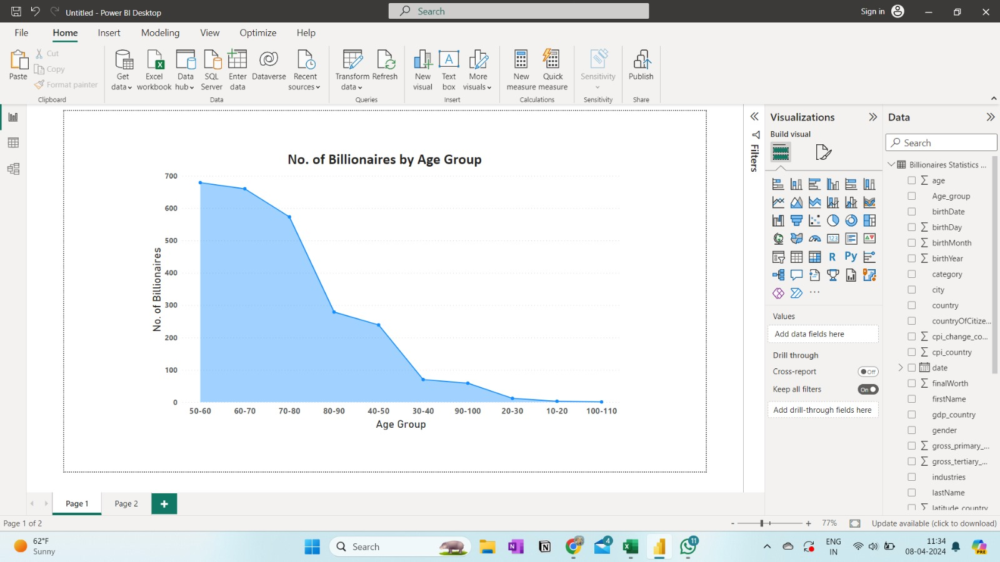 Untitled - Power BI Desktop
Search
Sign in
File Home Insert Modeling View Optimize Help
Paste
Cut
Copy
Format painter
Clipboard
Get data
Excel workbook
Data hub
SQL Server
Enter data
Dataverse
Recent sources
Data
Transform data
Refresh
Queries
New visual
Text box
More visuals
Insert
New measure
Quick measure
Calculations
Sensitivity
Sensitivity
Publish
Share
No. of Billionaires by Age Group
No. of Billionaires
700
600
500
400
300
200
100
0
50-60 60-70 70-80 80-90 40-50 30-40 90-100 20-30 10-20 100-110
Age Group
Filters
Visualizations
Build visual
R
Py
123
...
Values
Add data fields here
Drill through
Cross-report Off
Keep all filters On
Add drill-through fields here
Data
Search
Billionaires Statistics ...
age
Age_group
birthDate
birthDay
birthMonth
birthYear
category
city
country
countryOfCitize...
cpi_change_co...
cpi_country
date
finalWorth
firstName
gdp_country
gender
gross_primary_...
gross_tertiary_...
industries
lastName
latitude_country
Page 1
Page 2
+
Page 1 of 2
- + 77%
Update available (click to download)
62°F
Sunny
Search
4
11
ENG
IN
11:34
08-04-2024
PRE